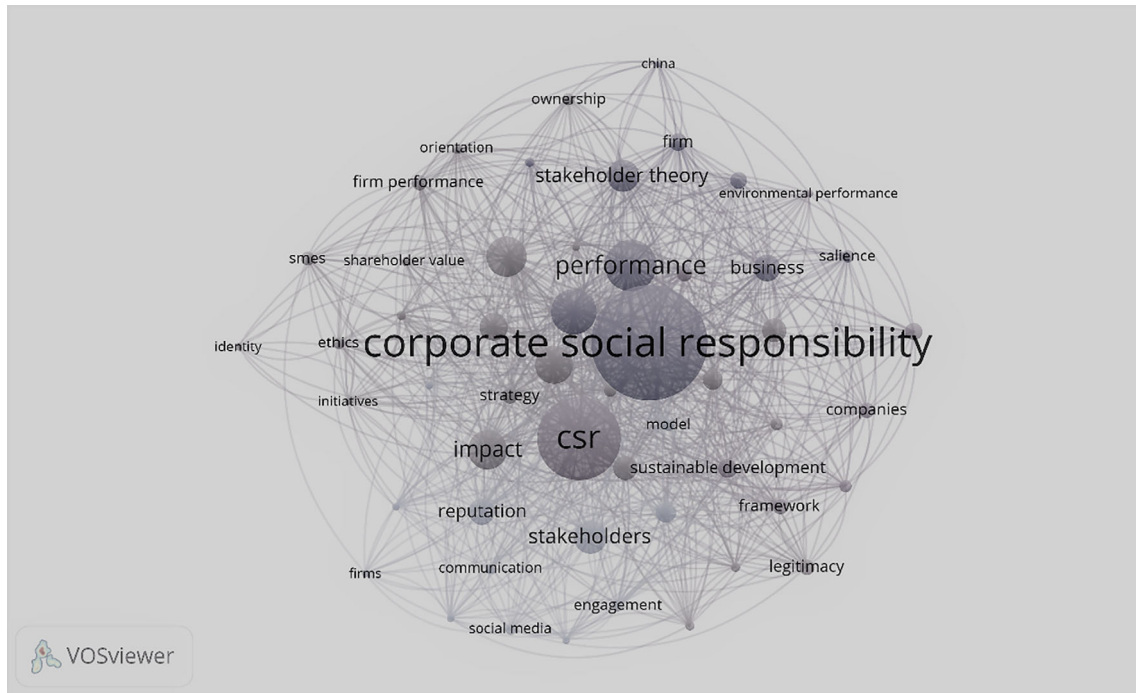 china
ownership
firm
orientation
stakeholder theory
firm performance
environmental performance
smes
shareholder value
performance
business
salience
identity
ethics
corporate social responsibility
strategy
initiatives
model
companies
csr
impact
sustainable development
reputation
framework
stakeholders
firms
communication
legitimacy
engagement
social media
VOSviewer